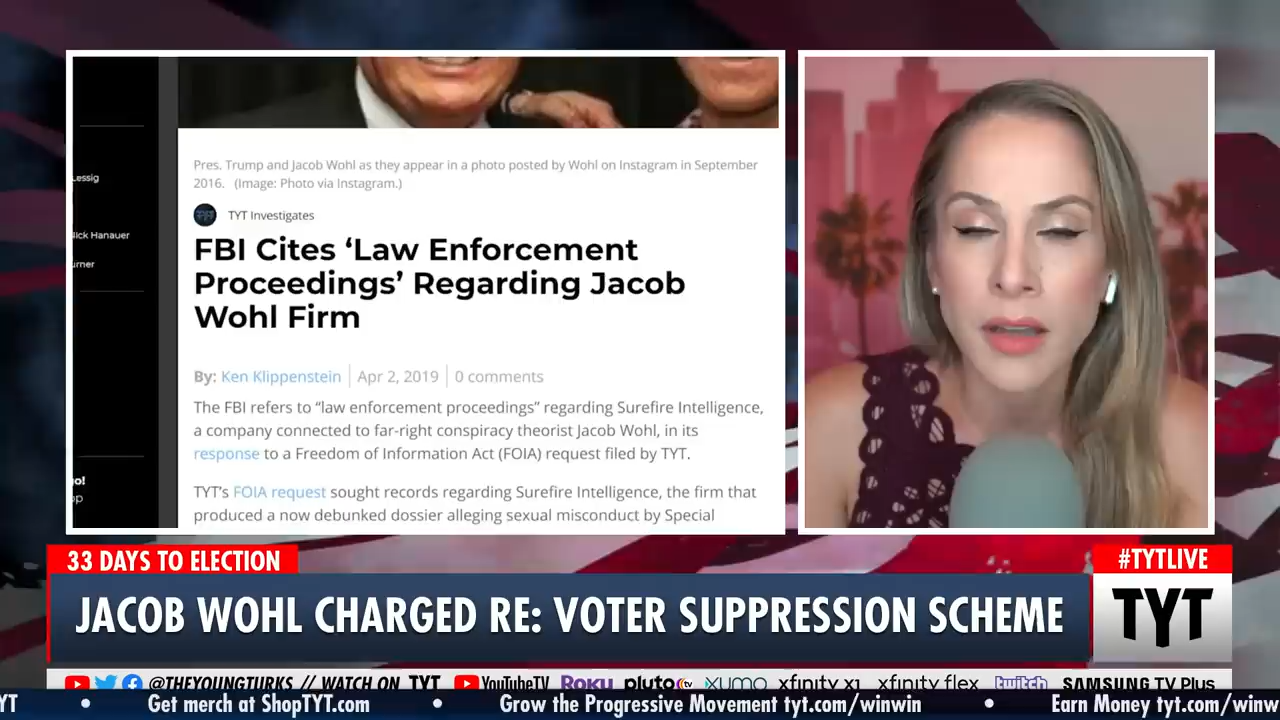 Lessig
Nick Hanauer
urner
go!
op
Pres. Trump and Jacob Wohl as they appear in a photo posted by Wohl on Instagram in September
2016. (Image: Photo via Instagram.)
TYT Investigates
FBI Cites ‘Law Enforcement
Proceedings’ Regarding Jacob
Wohl Firm
By: Ken Klippenstein | Apr 2, 2019 | 0 comments
The FBI refers to “law enforcement proceedings” regarding Surefire Intelligence,
a company connected to far-right conspiracy theorist Jacob Wohl, in its
response to a Freedom of Information Act (FOIA) request filed by TYT.
TYT’s FOIA request sought records regarding Surefire Intelligence, the firm that
produced a now debunked dossier alleging sexual misconduct by Special
33 DAYS TO ELECTION
#TYTLIVE
JACOB WOHL CHARGED RE: VOTER SUPPRESSION SCHEME
TYT
@THEYOUNGTURKS // WATCH ON TYT YouTubeTV Roku pluto tv xumo xfinity x1 xfinity flex twitch SAMSUNG TV Plus
YT • Get merch at ShopTYT.com • Grow the Progressive Movement tyt.com/winwin • Earn Money tyt.com/winw